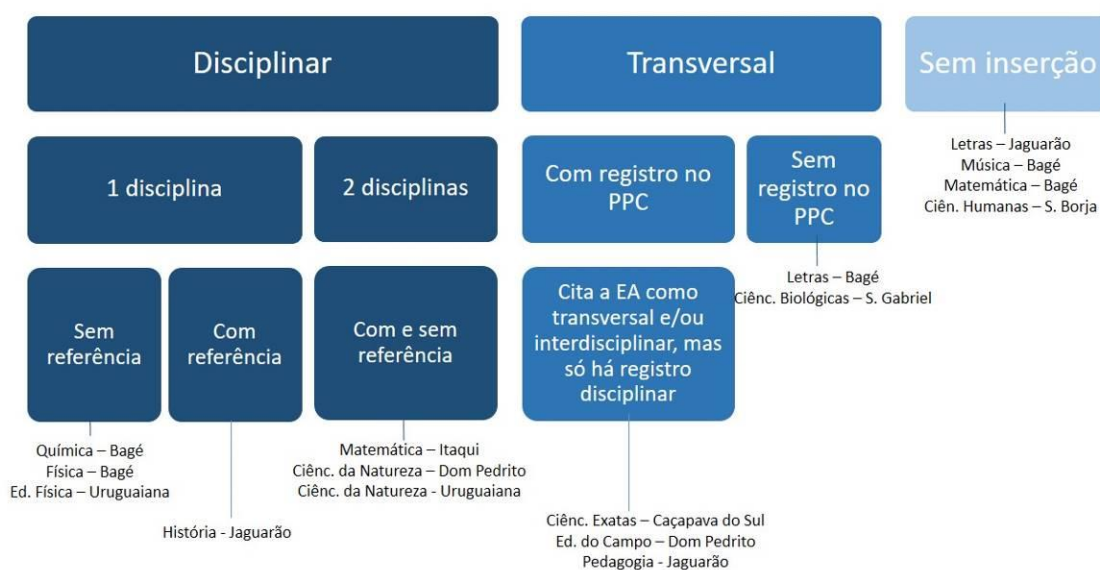 Disciplinar
Transversal
Sem inserção
1 disciplina
2 disciplinas
Com registro no
PPC
Sem
registro no
PPC
Letras – Jaguarão
Música – Bagé
Matemática – Bagé
Ciên. Humanas – S. Borja
Sem
referência
Com
referência
Com e sem
referência
Cita a EA como
transversal e/ou
interdisciplinar, mas
só há registro
disciplinar
Letras – Bagé
Ciênc. Biológicas – S. Gabriel
Química – Bagé
Física – Bagé
Ed. Física – Uruguaiana
História - Jaguarão
Matemática – Itaqui
Ciênc. da Natureza – Dom Pedrito
Ciênc. da Natureza - Uruguaiana
Ciênc. Exatas – Caçapava do Sul
Ed. do Campo – Dom Pedrito
Pedagogia - Jaguarão